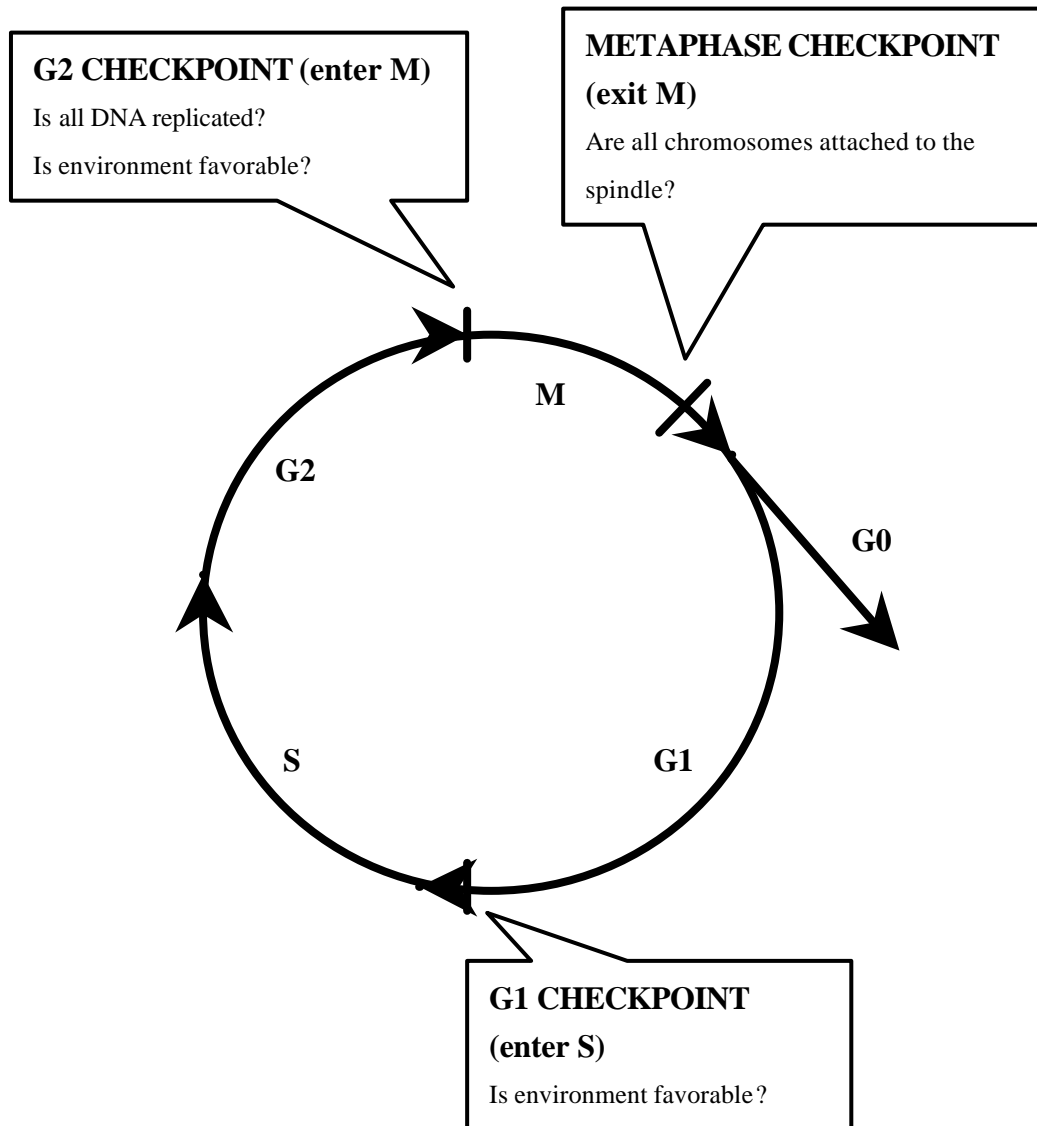 G2 CHECKPOINT (enter M)
Is all DNA replicated?
Is environment favorable?
METAPHASE CHECKPOINT
(exit M)
Are all chromosomes attached to the
spindle?
M
G2
G0
S
G1
G1 CHECKPOINT
(enter S)
Is environment favorable?